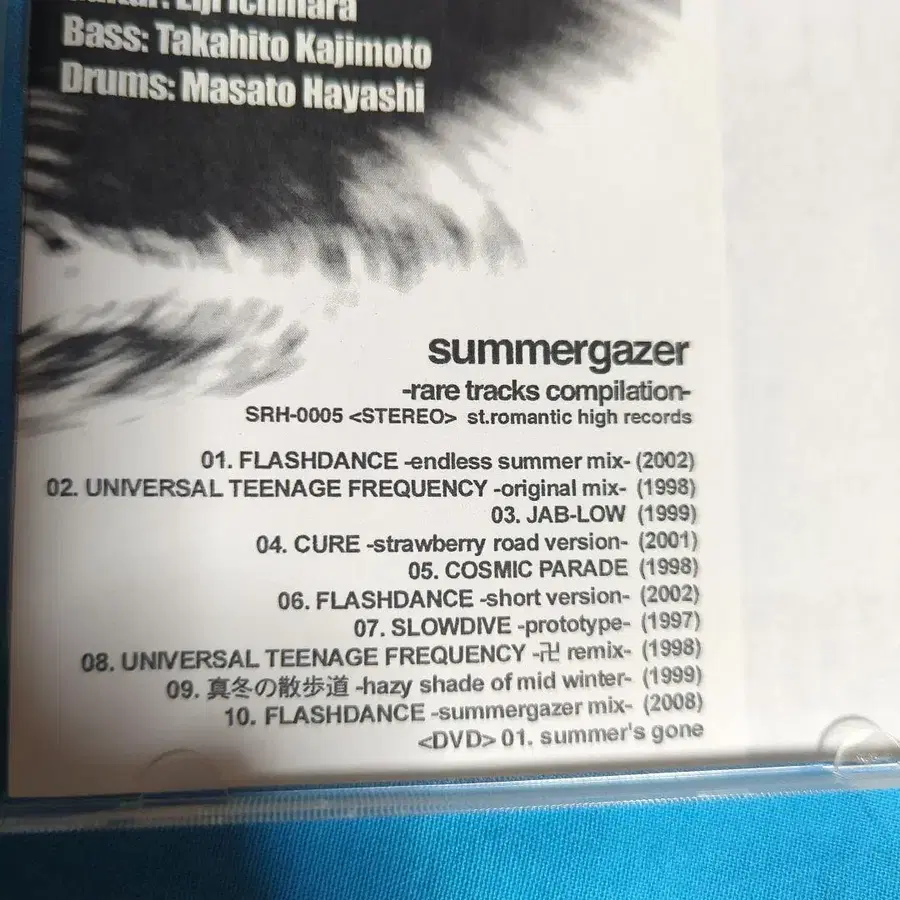 Eiji Ichihara
Bass: Takahito Kajimoto
Drums: Masato Hayashi
summergazer
-rare tracks compilation-
SRH-0005 <STEREO> st.romantic high records
01. FLASHDANCE -endless summer mix- (2002)
02. UNIVERSAL TEENAGE FREQUENCY -original mix- (1998)
03. JAB-LOW (1999)
04. CURE -strawberry road version- (2001)
05. COSMIC PARADE (1998)
06. FLASHDANCE -short version- (2002)
07. SLOWDIVE -prototype- (1997)
08. UNIVERSAL TEENAGE FREQUENCY -卍 remix- (1998)
09. 真冬の散歩道 -hazy shade of mid winter- (1999)
10. FLASHDANCE -summergazer mix- (2008)
<DVD> 01. summer's gone